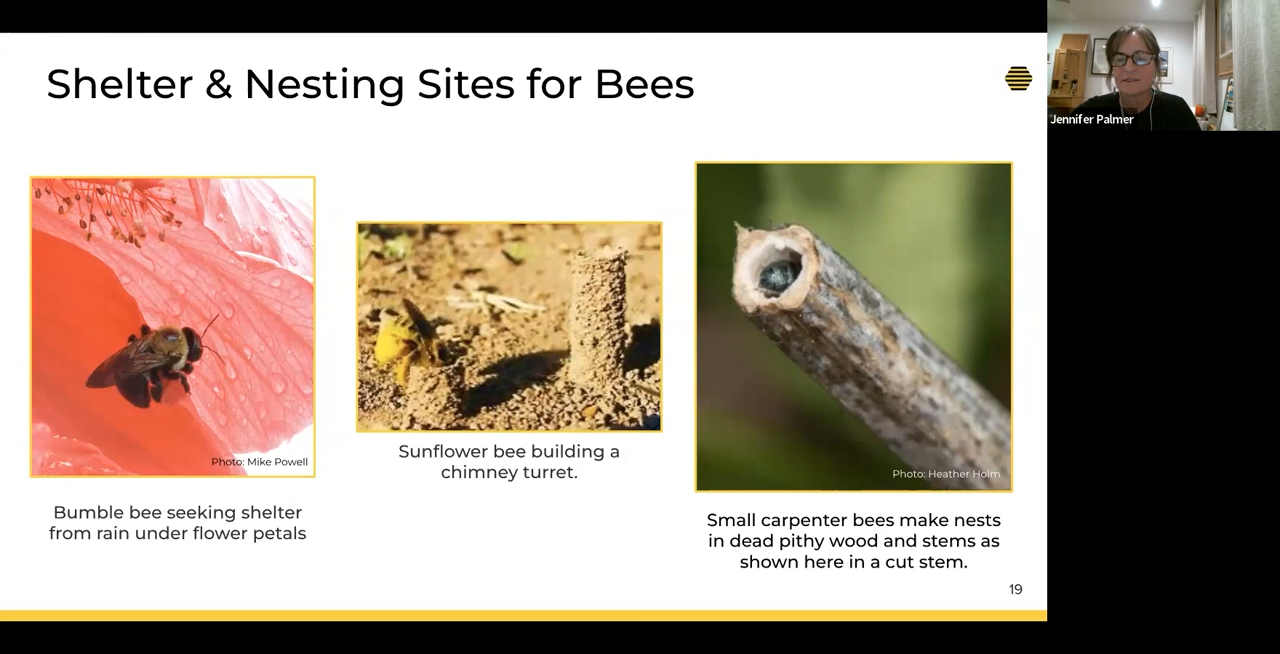 Shelter & Nesting Sites for Bees
Jennifer Palmer
Photo: Mike Powell
Bumble bee seeking shelter
from rain under flower petals
Sunflower bee building a
chimney turret.
Photo: Heather Holm
Small carpenter bees make nests
in dead pithy wood and stems as
shown here in a cut stem.
19